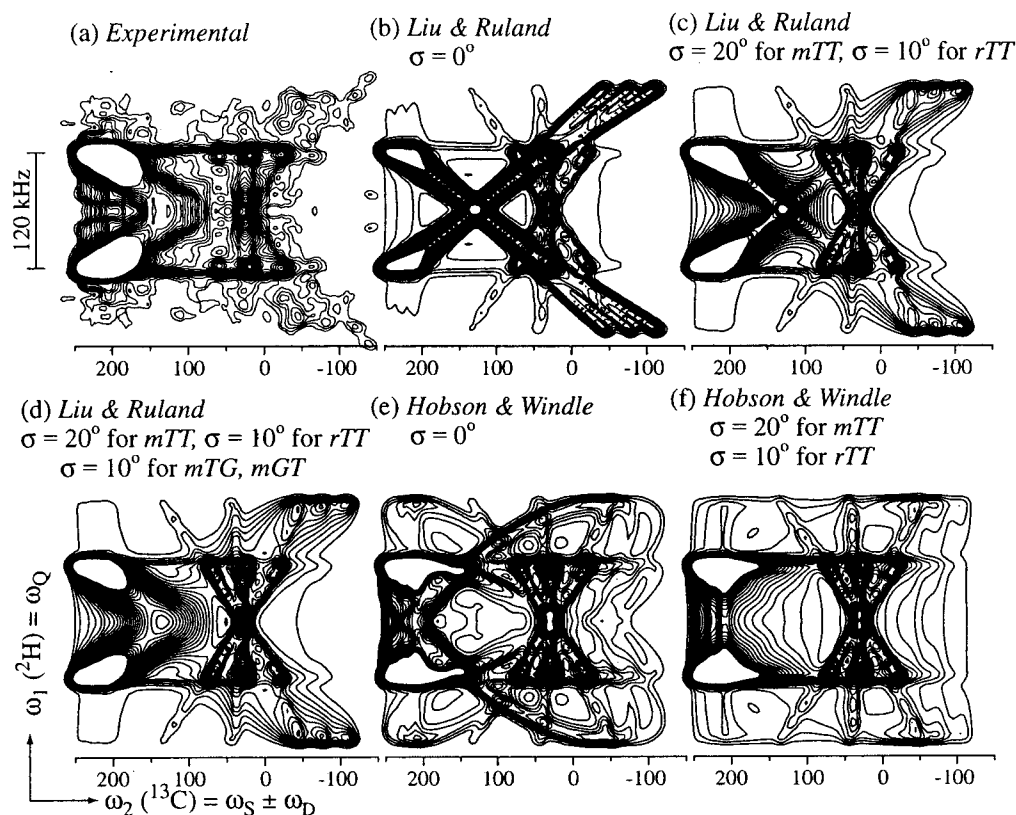 (a) Experimental
(b) Liu & Ruland
σ = 0°
(c) Liu & Ruland
σ = 20° for mTT, σ = 10° for rTT
120 kHz
200 100 0 -100
200 100 0 -100
200 100 0 -100
(d) Liu & Ruland
σ = 20° for mTT, σ = 10° for rTT
σ = 10° for mTG, mGT
(e) Hobson & Windle
σ = 0°
(f) Hobson & Windle
σ = 20° for mTT
σ = 10° for rTT
ω₁ (²H) = ω_Q
200 100 0 -100
200 100 0 -100
200 100 0 -100
ω₂ (¹³C) = ω_S ± ω_D